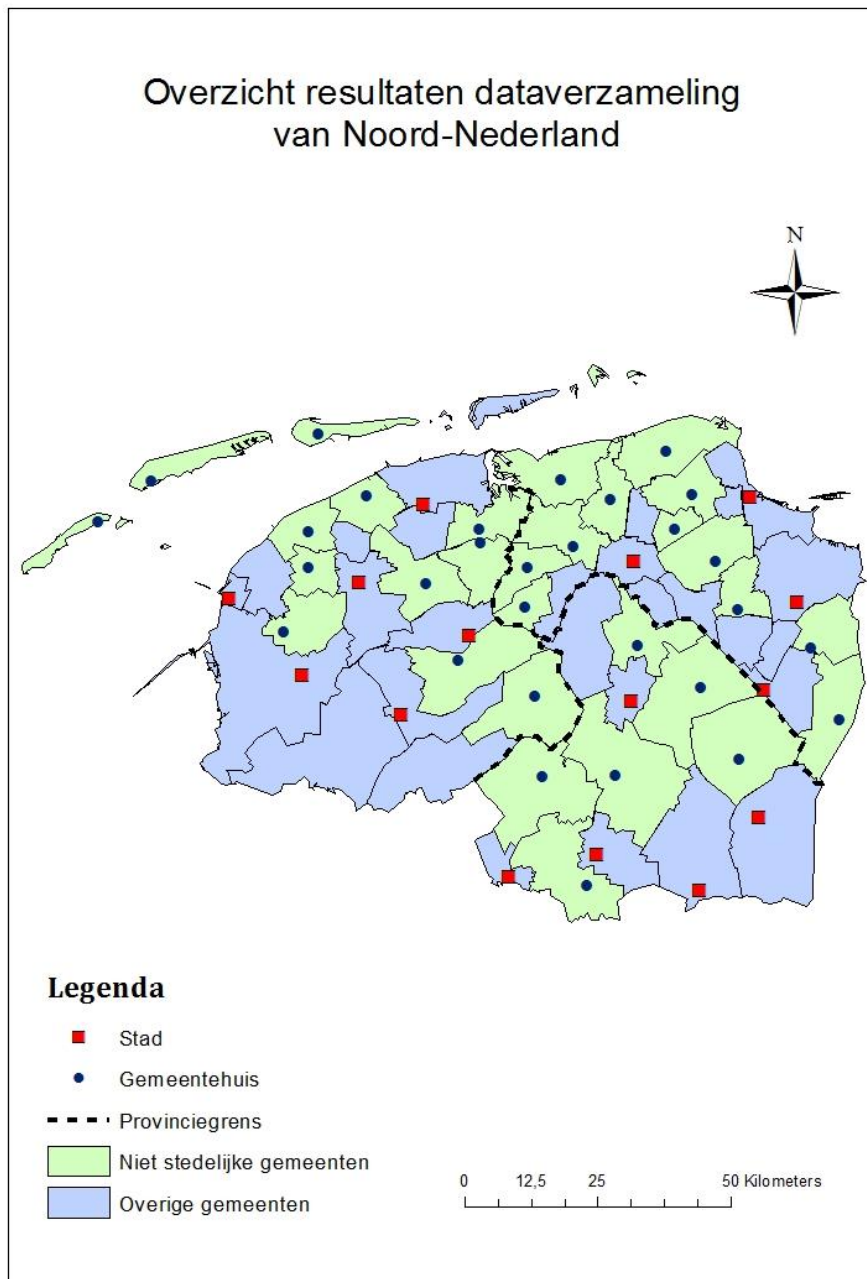 Overzicht resultaten dataverzameling
van Noord-Nederland
N
Legenda
Stad
Gemeentehuis
Provinciegrens
Niet stedelijke gemeenten
Overige gemeenten
0 12,5 25 50 Kilometers